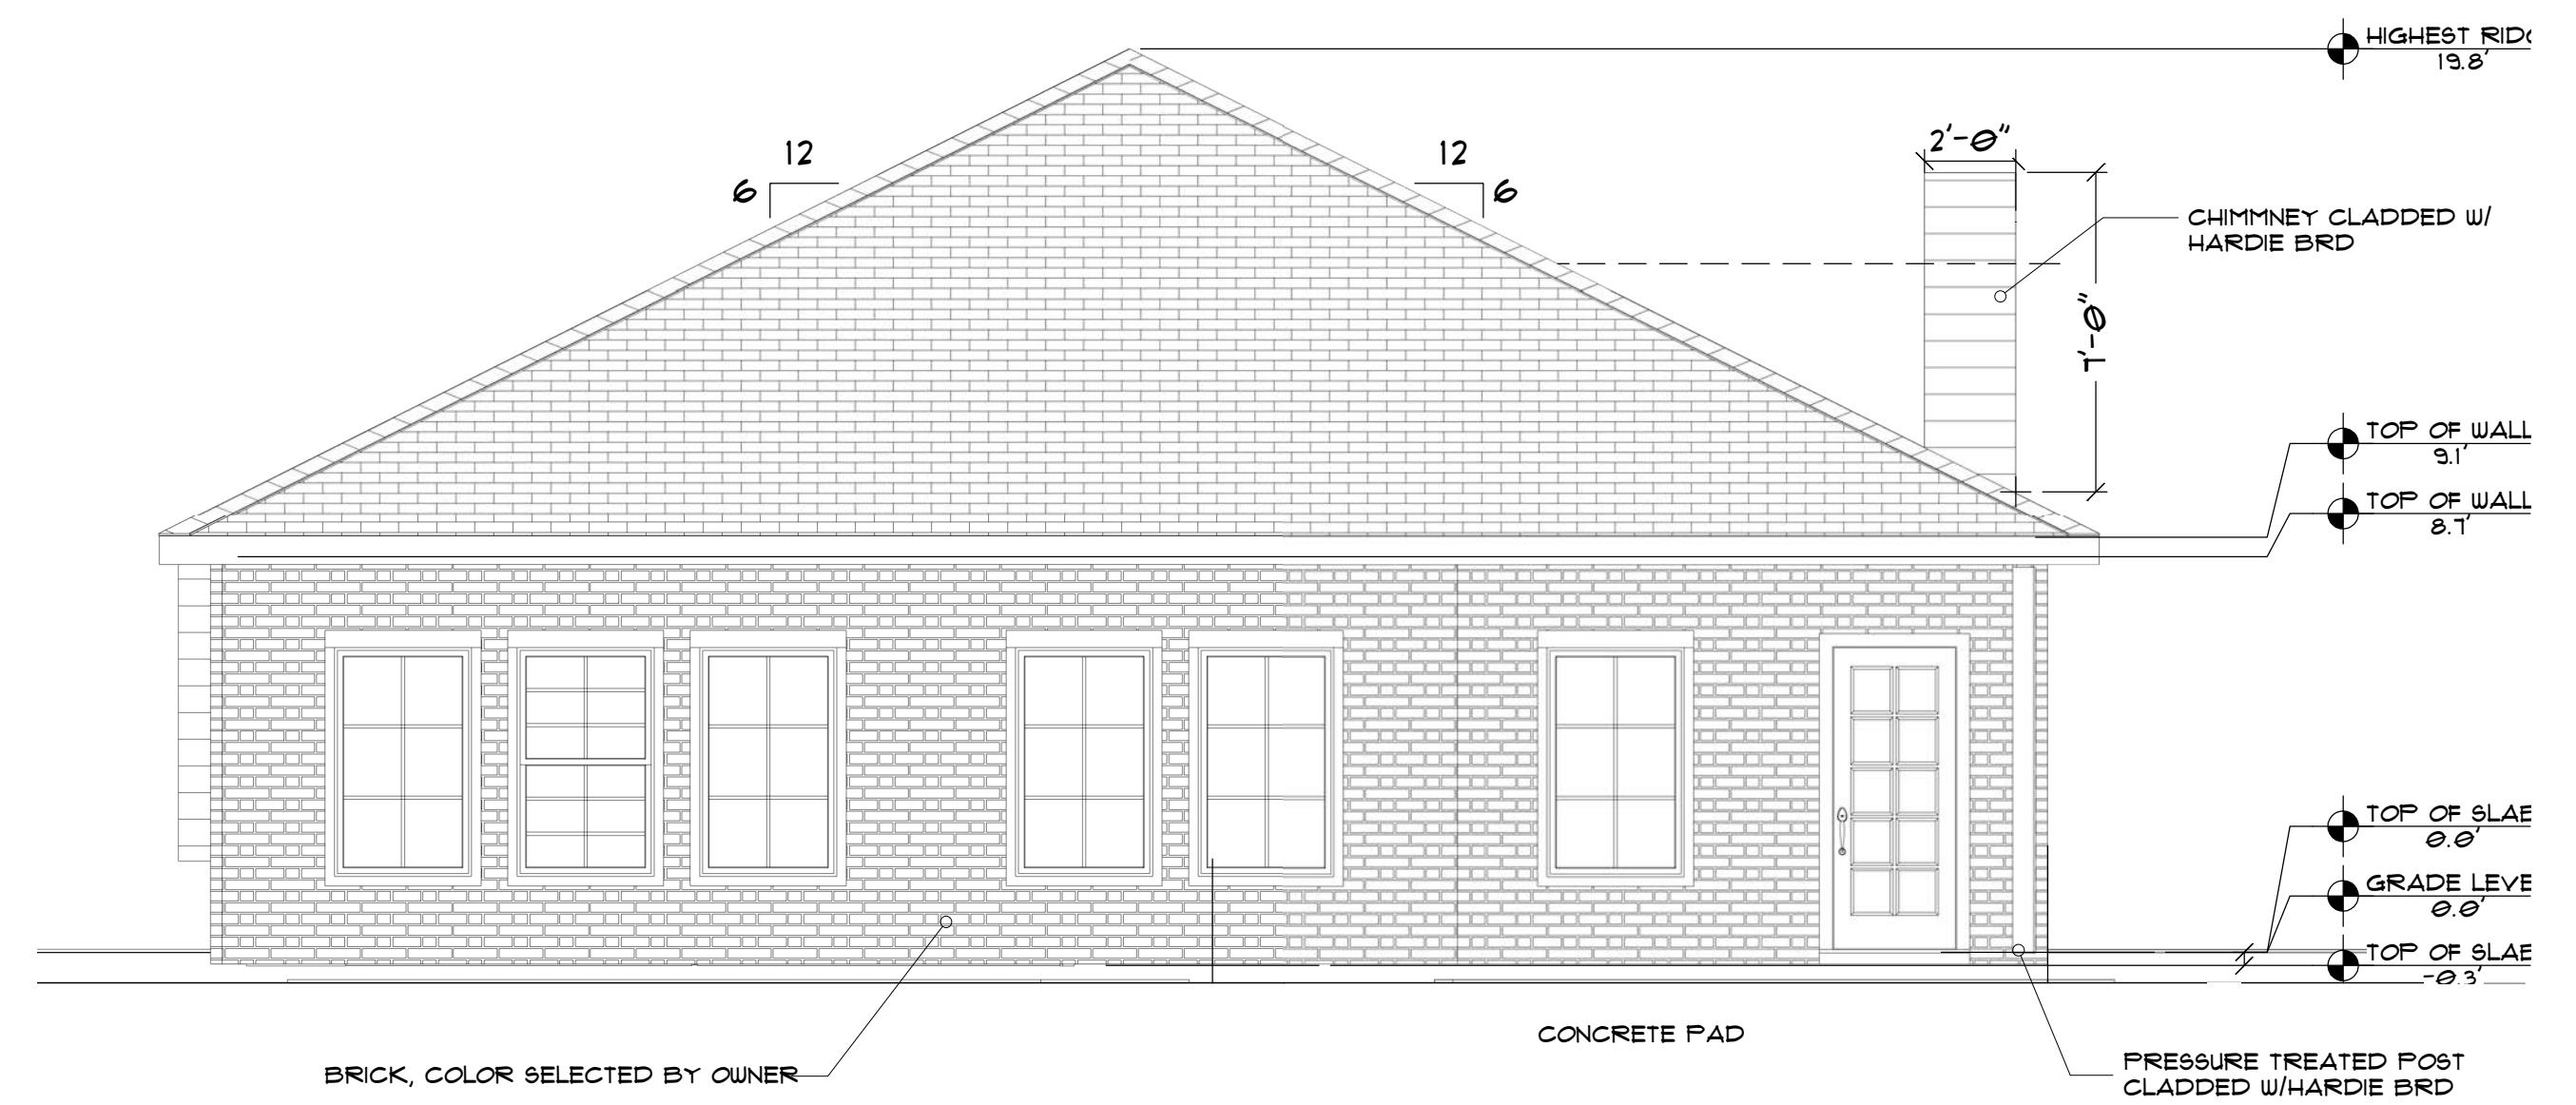 HIGHEST RIDG
19.8'
12
6
12
6
2'-0"
CHIMMNEY CLADDED W/
HARDIE BRD
7'-0"
TOP OF WALL
9.1'
TOP OF WALL
8.7'
TOP OF SLAB
0.0'
GRADE LEVE
0.0'
TOP OF SLAB
-0.3'
CONCRETE PAD
BRICK, COLOR SELECTED BY OWNER
PRESSURE TREATED POST
CLADDED W/HARDIE BRD